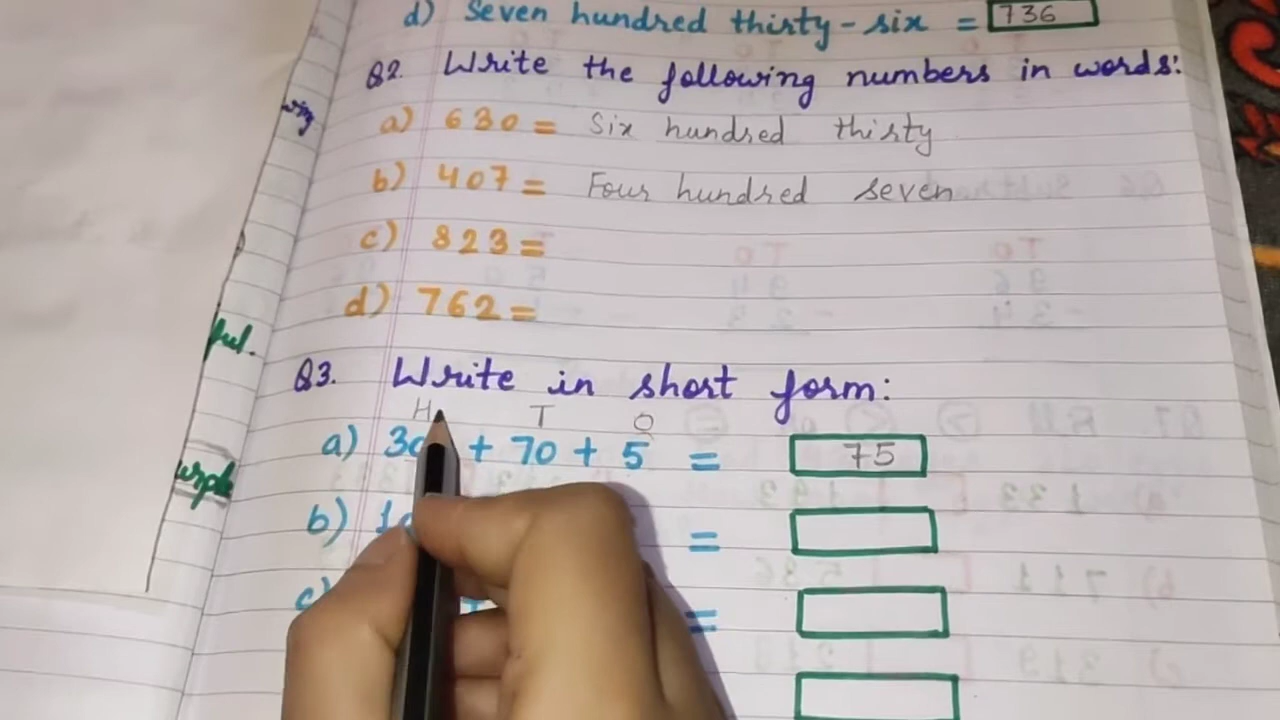 d) Seven hundred thirty-six = 736
Q2. Write the following numbers in words:
a) 630 = Six hundred thirty
b) 407 = Four hundred seven
c) 823 =
d) 762 =
Q3. Write in short form:
H T O
a) 30 + 70 + 5 = 75
b) =
c) =